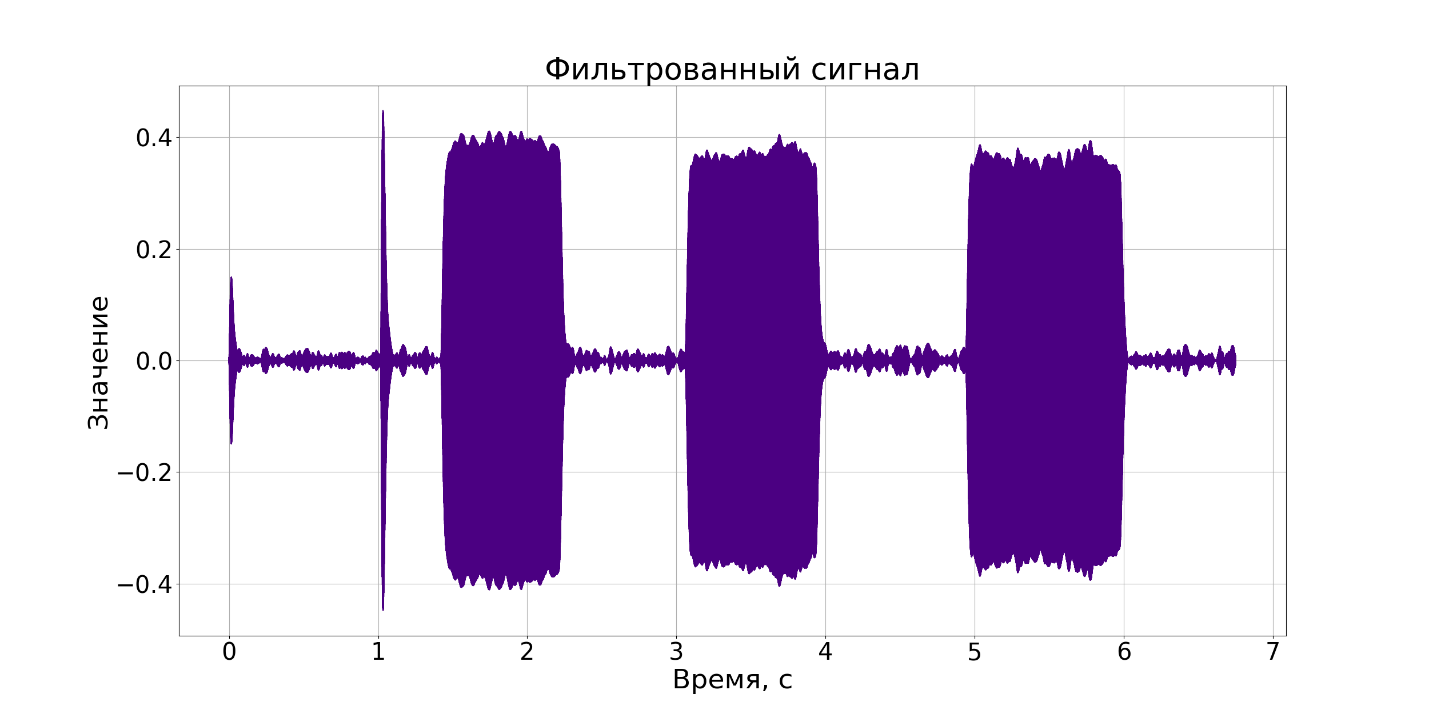 Фильтрованный сигнал
Значение
0.4
0.2
0.0
−0.2
−0.4
0 1 2 3 4 5 6 7
Время, с